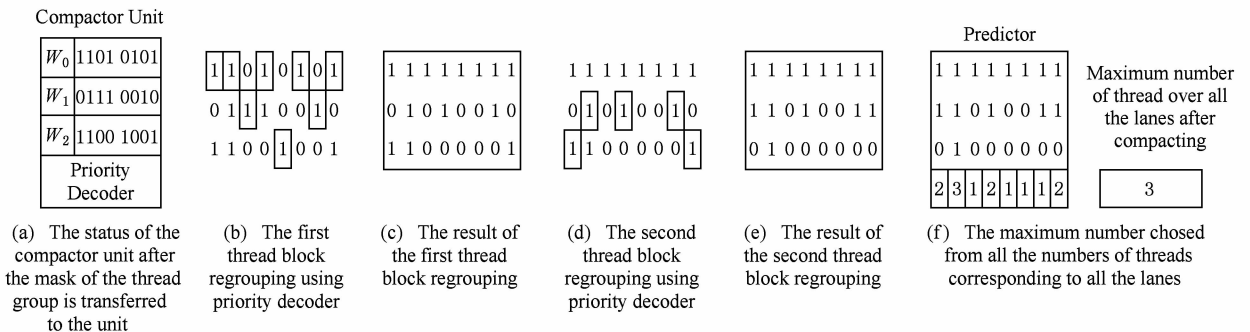 Compactor Unit
W0 1101 0101
W1 0111 0010
W2 1100 1001
Priority
Decoder
(a) The status of the
compactor unit after
the mask of the thread
group is transferred
to the unit
1 1 0 1 0 1 0 1
0 1 1 1 0 0 1 0
1 1 0 0 1 0 0 1
(b) The first
thread block
regrouping using
priority decoder
1 1 1 1 1 1 1 1
0 1 0 1 0 0 1 0
1 1 0 0 0 0 0 1
(c) The result of
the first thread
block regrouping
1 1 1 1 1 1 1 1
0 1 0 1 0 0 1 0
1 1 0 0 0 0 0 1
(d) The second
thread block
regrouping using
priority decoder
1 1 1 1 1 1 1 1
1 1 0 1 0 0 1 1
0 1 0 0 0 0 0 0
(e) The result of
the second thread
block regrouping
Predictor
1 1 1 1 1 1 1 1
1 1 0 1 0 0 1 1
0 1 0 0 0 0 0 0
2 3 1 2 1 1 1 2
Maximum number
of thread over all
the lanes after
compacting
3
(f) The maximum number chosed
from all the numbers of threads
corresponding to all the lanes